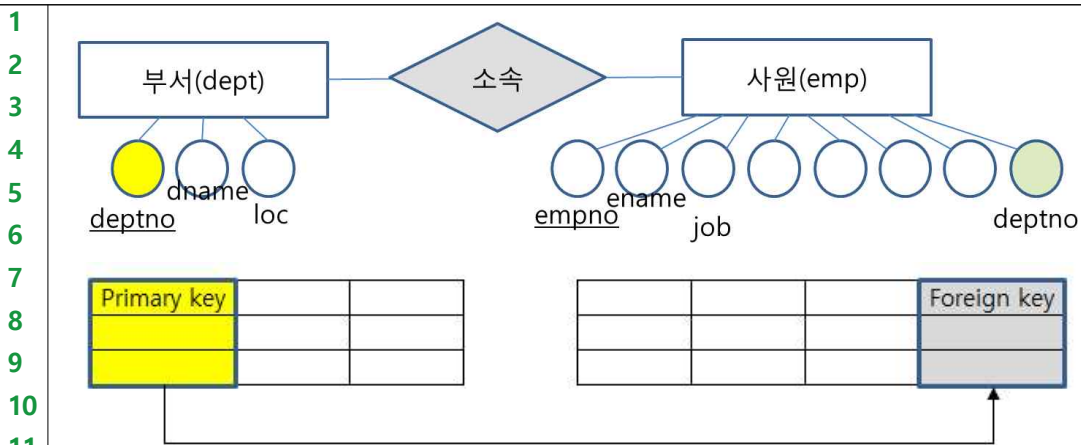 1
2
3
4
5
6
7
8
9
10
11
부서(dept)
소속
사원(emp)
deptno
dname
loc
empno
ename
job
deptno
Primary key
Foreign key